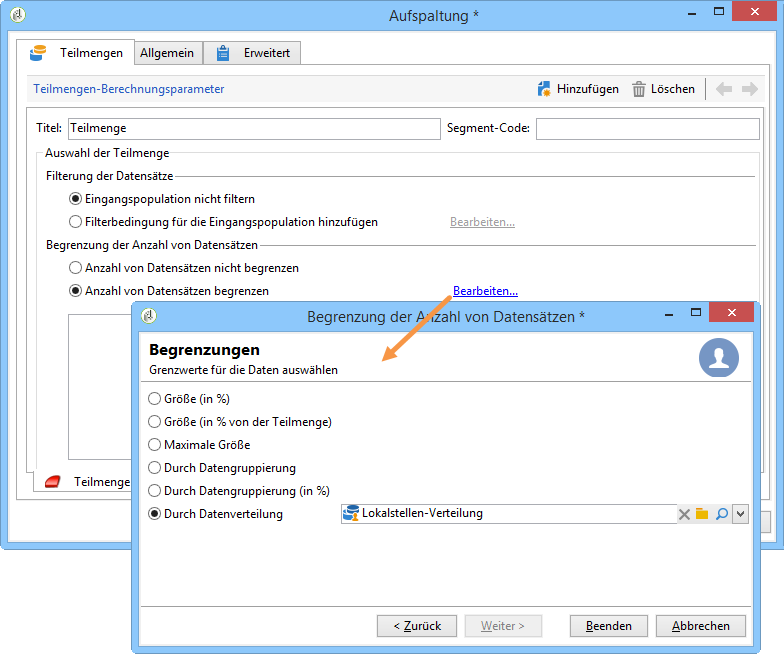 Aufspaltung *
Teilmengen Allgemein Erweitert
Teilmengen-Berechnungsparameter Hinzufügen Löschen
Titel: Teilmenge Segment-Code:
Auswahl der Teilmenge
Filterung der Datensätze
Eingangspopulation nicht filtern
Filterbedingung für die Eingangspopulation hinzufügen Bearbeiten...
Begrenzung der Anzahl von Datensätzen
Anzahl von Datensätzen nicht begrenzen
Anzahl von Datensätzen begrenzen Bearbeiten...
Teilmenge
Begrenzung der Anzahl von Datensätzen *
Begrenzungen
Grenzwerte für die Daten auswählen
Größe (in %)
Größe (in % von der Teilmenge)
Maximale Größe
Durch Datengruppierung
Durch Datengruppierung (in %)
Durch Datenverteilung Lokalstellen-Verteilung
< Zurück Weiter > Beenden Abbrechen